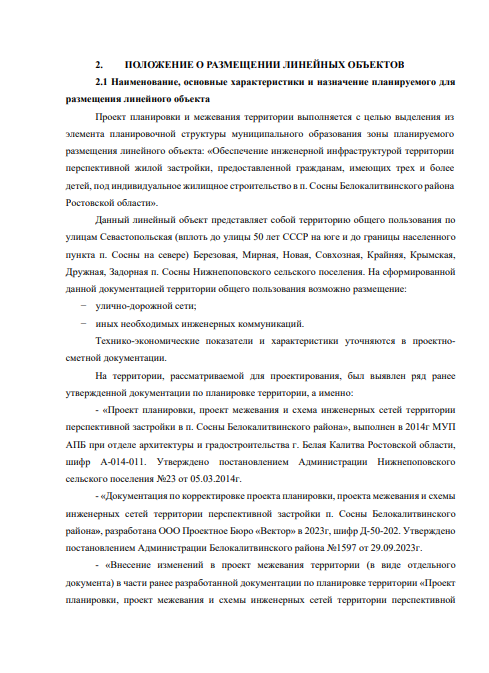 2. ПОЛОЖЕНИЕ О РАЗМЕЩЕНИИ ЛИНЕЙНЫХ ОБЪЕКТОВ
2.1 Наименование, основные характеристики и назначение планируемого для
размещения линейного объекта
Проект планировки и межевания территории выполняется с целью выделения из
элемента планировочной структуры муниципального образования зоны планируемого
размещения линейного объекта: «Обеспечение инженерной инфраструктурой территории
перспективной жилой застройки, предоставленной гражданам, имеющих трех и более
детей, под индивидуальное жилищное строительство в п. Сосны Белокалитвинского района
Ростовской области».
Данный линейный объект представляет собой территорию общего пользования по
улицам Севастопольская (вплоть до улицы 50 лет СССР на юге и до границы населенного
пункта п. Сосны на севере) Березовая, Мирная, Новая, Совхозная, Крайняя, Крымская,
Дружная, Задорная п. Сосны Нижнепоповского сельского поселения. На сформированной
данной документацией территории общего пользования возможно размещение:
− улично-дорожной сети;
− иных необходимых инженерных коммуникаций.
Технико-экономические показатели и характеристики уточняются в проектно-
сметной документации.
На территории, рассматриваемой для проектирования, был выявлен ряд ранее
утвержденной документации по планировке территории, а именно:
- «Проект планировки, проект межевания и схема инженерных сетей территории
перспективной застройки в п. Сосны Белокалитвинского района», выполнен в 2014г МУП
АПБ при отделе архитектуры и градостроительства г. Белая Калитва Ростовской области,
шифр А-014-011. Утверждено постановлением Администрации Нижнепоповского
сельского поселения №23 от 05.03.2014г.
- «Документация по корректировке проекта планировки, проекта межевания и схемы
инженерных сетей территории перспективной застройки п. Сосны Белокалитвинского
района», разработана ООО Проектное Бюро «Вектор» в 2023г, шифр Д-50-202. Утверждено
постановлением Администрации Белокалитвинского района №1597 от 29.09.2023г.
- «Внесение изменений в проект межевания территории (в виде отдельного
документа) в части ранее разработанной документации по планировке территории «Проект
планировки, проект межевания и схемы инженерных сетей территории перспективной